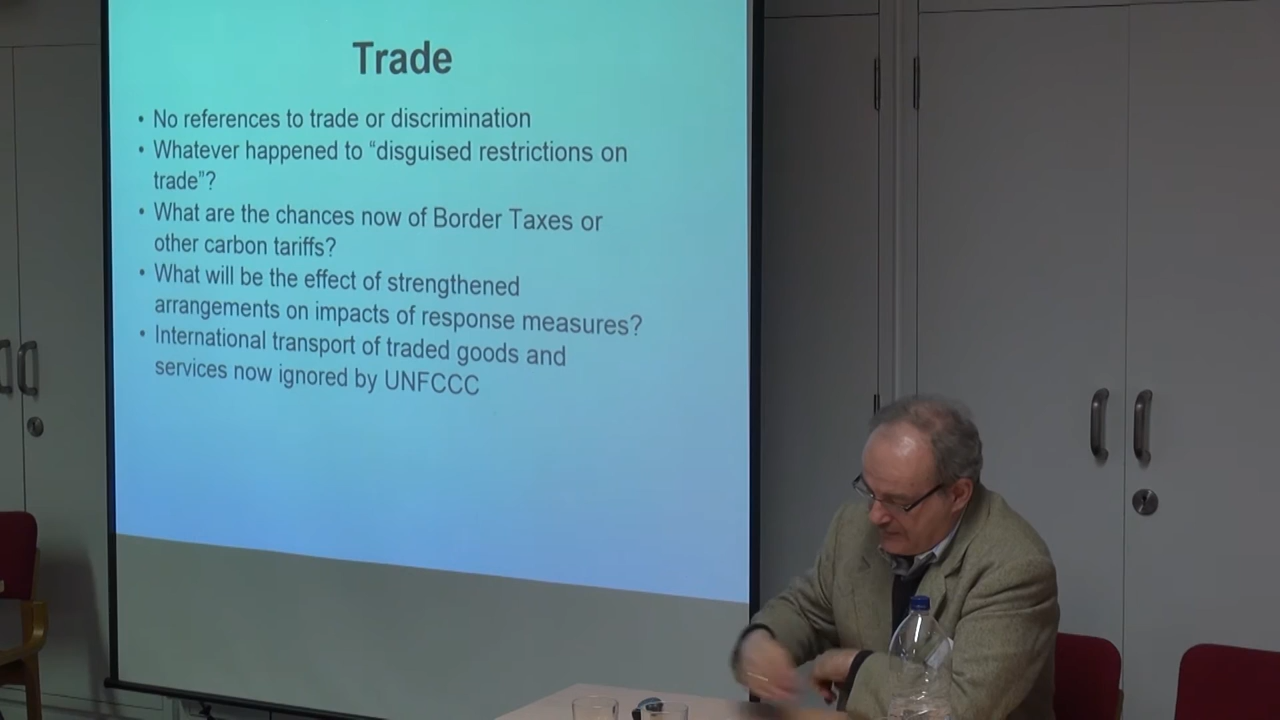 Trade
• No references to trade or discrimination
• Whatever happened to “disguised restrictions on
trade”?
• What are the chances now of Border Taxes or
other carbon tariffs?
• What will be the effect of strengthened
arrangements on impacts of response measures?
• International transport of traded goods and
services now ignored by UNFCCC